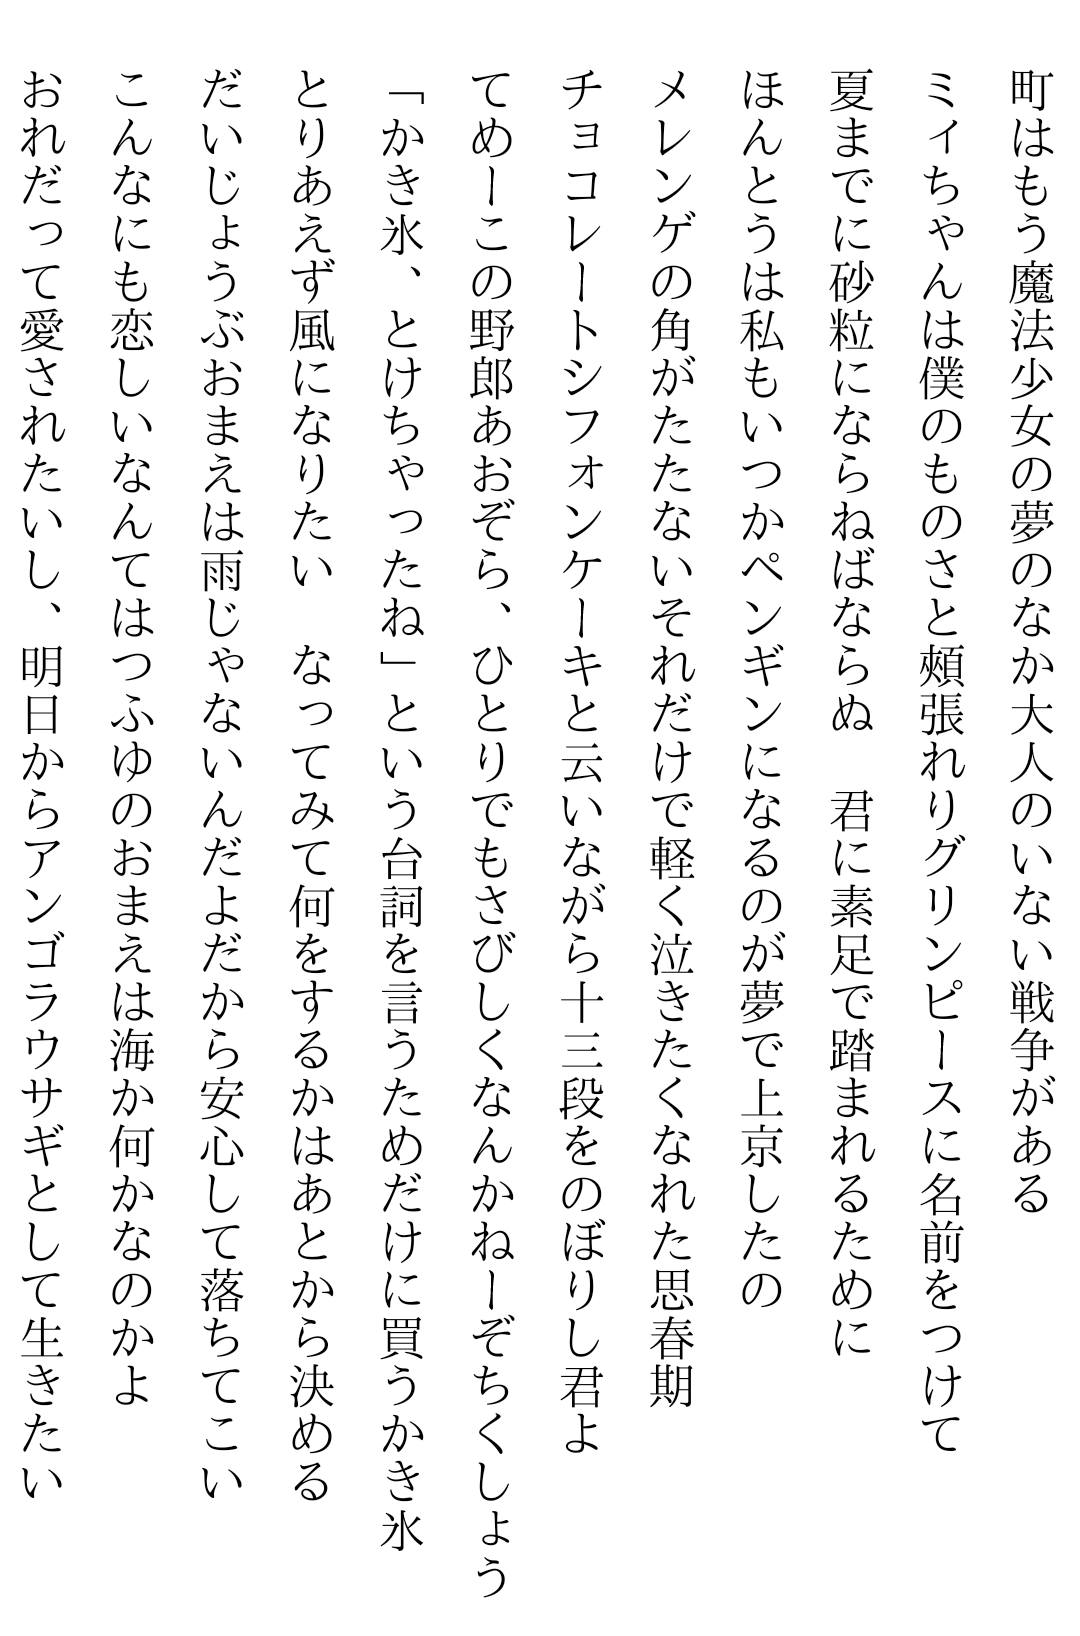 町はもう魔法少女の夢のなか大人のいない戦争がある
ミィちゃんは僕のものさと頰張れりグリンピースに名前をつけて
夏までに砂粒にならねばならぬ　君に素足で踏まれるために
ほんとうは私もいつかペンギンになるのが夢で上京したの
メレンゲの角がたたないそれだけで軽く泣きたくなれた思春期
チョコレートシフォンケーキと云いながら十三段をのぼりし君よ
てめーこの野郎あおぞら、ひとりでもさびしくなんかねーぞちくしょう
「かき氷、とけちゃったね」という台詞を言うためだけに買うかき氷
とりあえず風になりたい　なってみて何をするかはあとから決める
だいじょうぶおまえは雨じゃないんだよだから安心して落ちてこい
こんなにも恋しいなんてはつふゆのおまえは海か何かなのかよ
おれだって愛されたいし、明日からアンゴラウサギとして生きたい